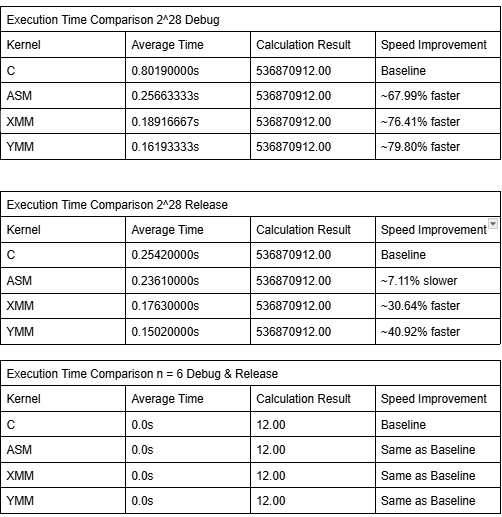 Execution Time Comparison 2^28 Debug
Kernel Average Time Calculation Result Speed Improvement
C 0.80190000s 536870912.00 Baseline
ASM 0.25663333s 536870912.00 ~67.99% faster
XMM 0.18916667s 536870912.00 ~76.41% faster
YMM 0.16193333s 536870912.00 ~79.80% faster
Execution Time Comparison 2^28 Release
Kernel Average Time Calculation Result Speed Improvement
C 0.25420000s 536870912.00 Baseline
ASM 0.23610000s 536870912.00 ~7.11% slower
XMM 0.17630000s 536870912.00 ~30.64% faster
YMM 0.15020000s 536870912.00 ~40.92% faster
Execution Time Comparison n = 6 Debug & Release
Kernel Average Time Calculation Result Speed Improvement
C 0.0s 12.00 Baseline
ASM 0.0s 12.00 Same as Baseline
XMM 0.0s 12.00 Same as Baseline
YMM 0.0s 12.00 Same as Baseline